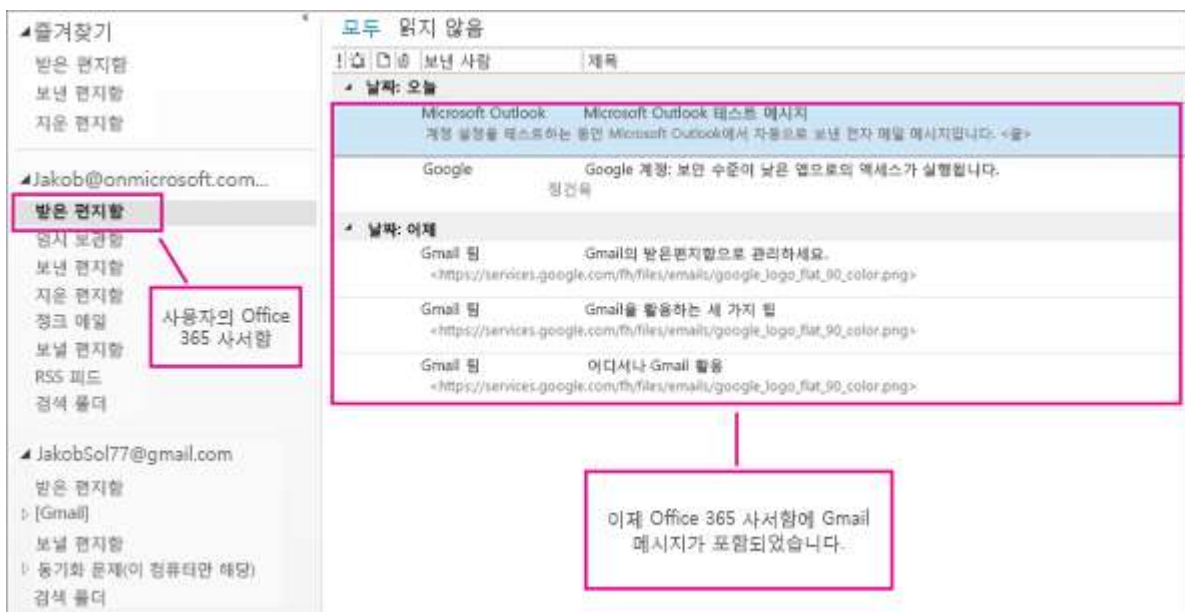 즐겨찾기
받은 편지함
보낸 편지함
지운 편지함
Jakob@onmicrosoft.com...
받은 편지함
임시 보관함
보낸 편지함
지운 편지함
정크 메일
보낼 편지함
RSS 피드
검색 폴더
JakobSol77@gmail.com
받은 편지함
[Gmail]
보낼 편지함
동기화 문제(이 컴퓨터만 해당)
검색 폴더
사용자의 Office
365 사서함
모두 읽지 않음
보낸 사람 제목
날짜: 오늘
Microsoft Outlook Microsoft Outlook 테스트 메시지
계정 설정을 테스트하는 동안 Microsoft Outlook에서 자동으로 보낸 전자 메일 메시지입니다. <끝>
Google Google 계정: 보안 수준이 낮은 앱으로의 액세스가 실행됩니다.
날짜: 어제
Gmail 팀 Gmail의 받은편지함으로 관리하세요.
<https://services.google.com/fh/files/emails/google_logo_flat_90_color.png>
Gmail 팀 Gmail을 활용하는 세 가지 팁
<https://services.google.com/fh/files/emails/google_logo_flat_90_color.png>
Gmail 팀 어디서나 Gmail 활용
<https://services.google.com/fh/files/emails/google_logo_flat_90_color.png>
이제 Office 365 사서함에 Gmail
메시지가 포함되었습니다.